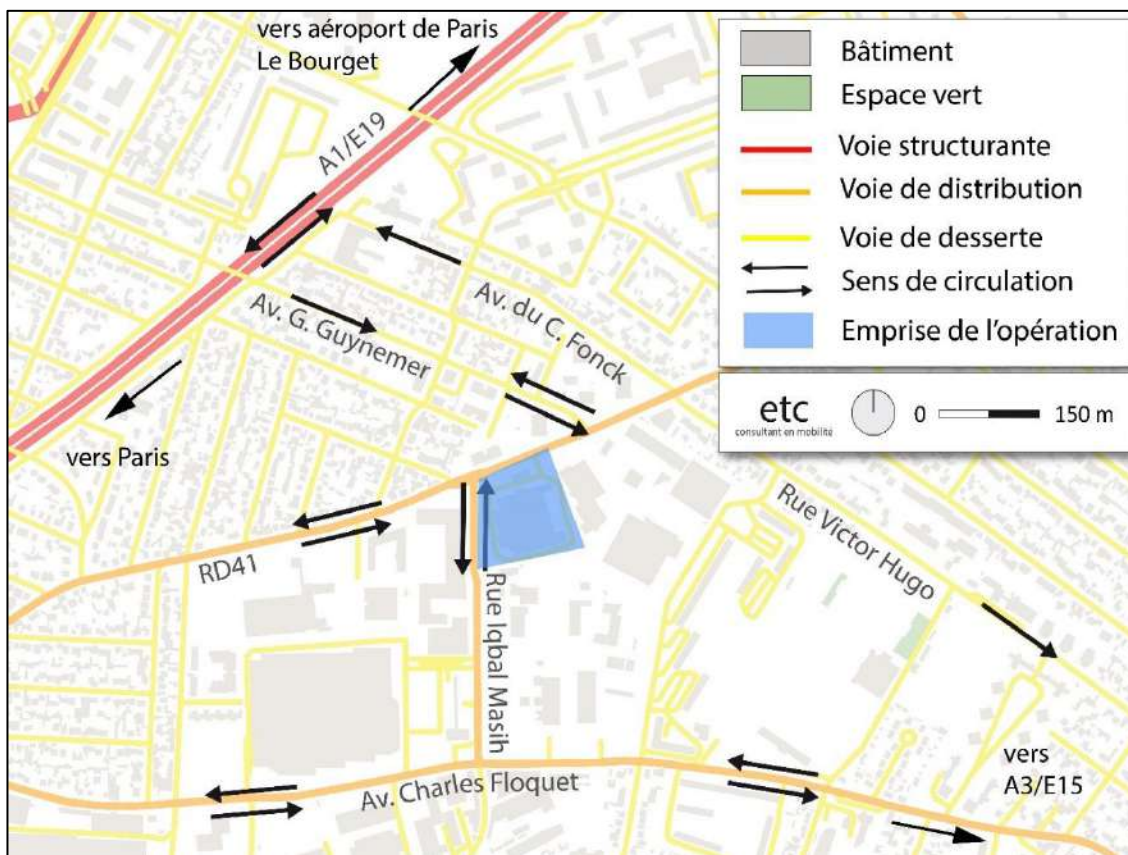 vers aéroport de Paris
Le Bourget
A1/E19
Av. du C. Fonck
Av. G. Guynemer
vers Paris
RD41
Rue Iqbal Masih
Rue Victor Hugo
Av. Charles Floquet
vers
A3/E15
Bâtiment
Espace vert
Voie structurante
Voie de distribution
Voie de desserte
Sens de circulation
Emprise de l'opération
etc
consultant en mobilité
0 150 m